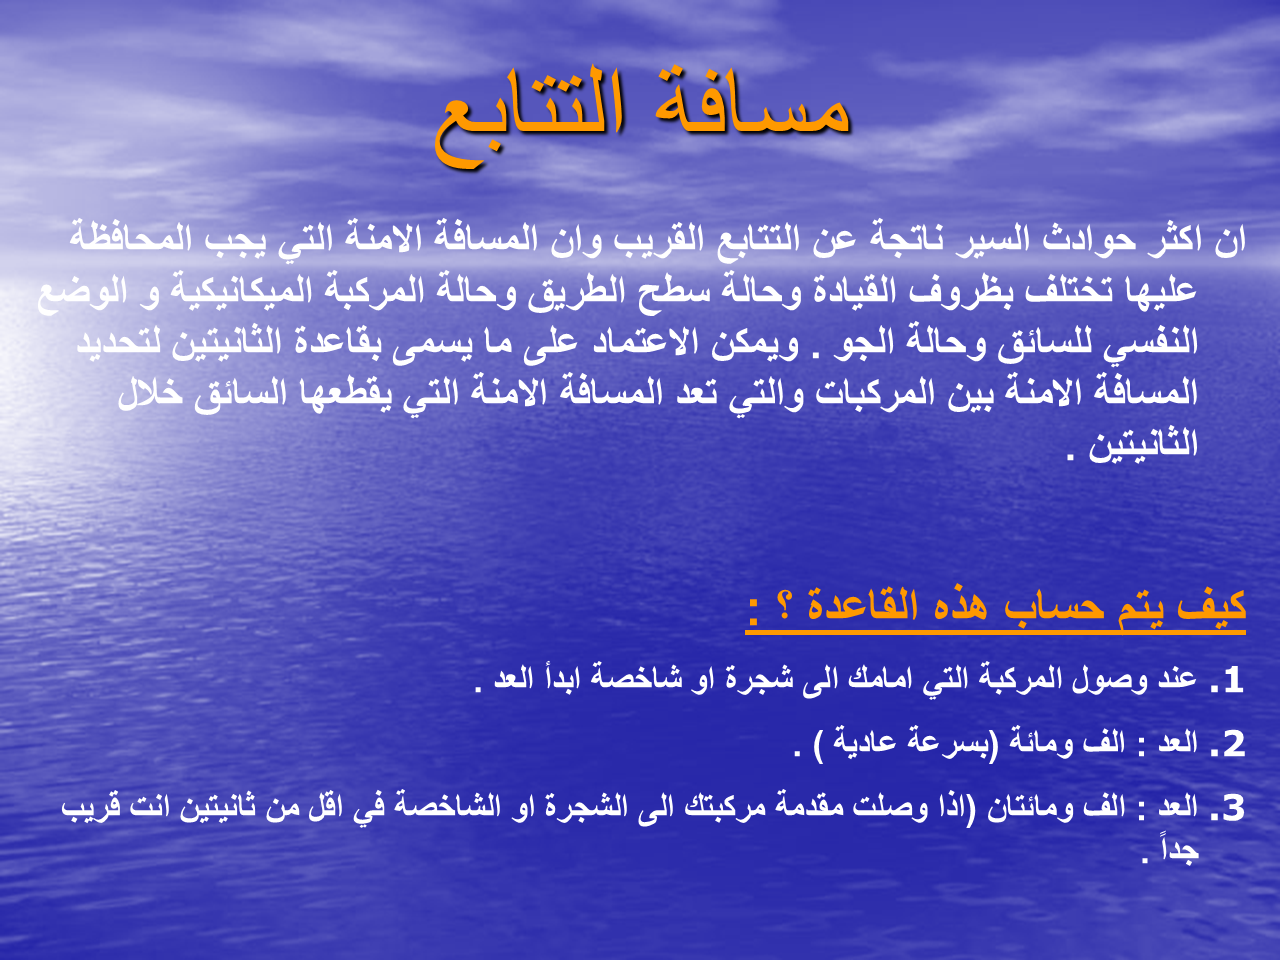 مسافة التتابع
ان اكثر حوادث السير ناتجة عن التتابع القريب وان المسافة الامنة التي يجب المحافظة
عليها تختلف بظروف القيادة وحالة سطح الطريق وحالة المركبة الميكانيكية و الوضع
النفسي للسائق وحالة الجو . ويمكن الاعتماد على ما يسمى بقاعدة الثانيتين لتحديد
المسافة الامنة بين المركبات والتي تعد المسافة الامنة التي يقطعها السائق خلال
الثانيتين .
كيف يتم حساب هذه القاعدة ؟ :
1. عند وصول المركبة التي امامك الى شجرة او شاخصة ابدأ العد .
2. العد : الف ومائة (بسرعة عادية ) .
3. العد : الف ومائتان (اذا وصلت مقدمة مركبتك الى الشجرة او الشاخصة في اقل من ثانيتين انت قريب
جداً .